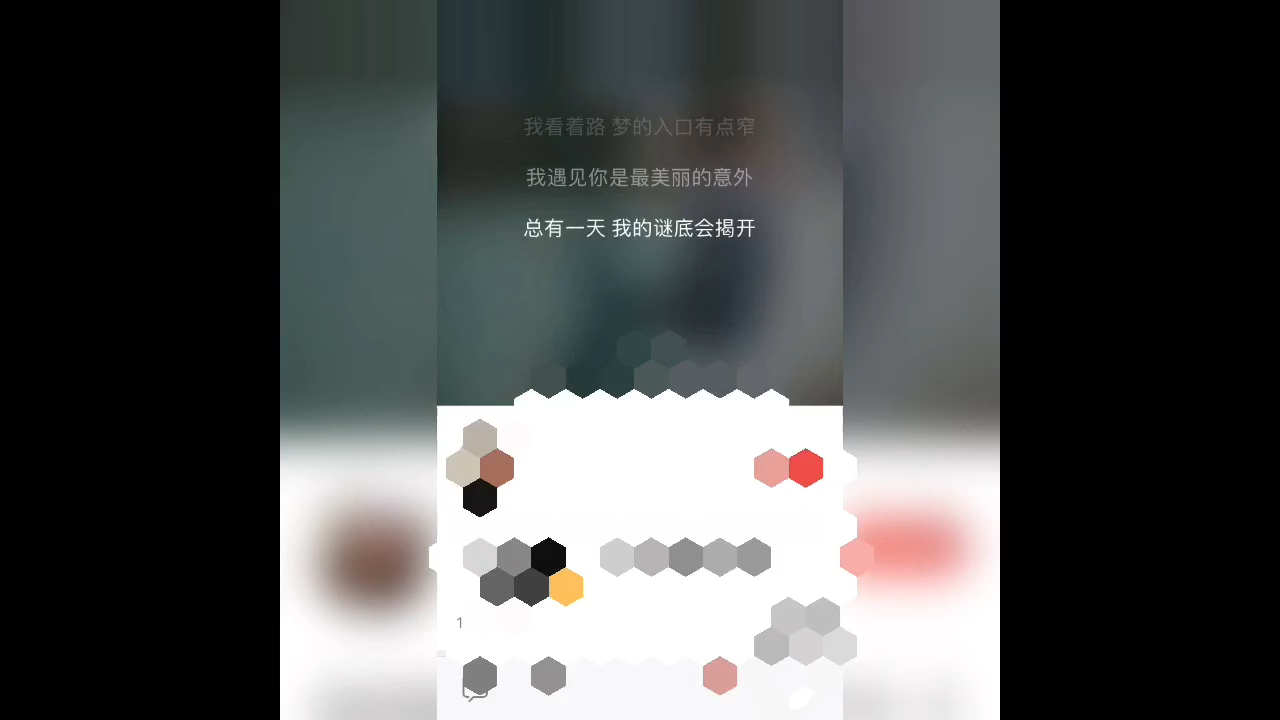 我看着路 梦的入口有点窄
我遇见你是最美丽的意外
总有一天 我的谜底会揭开
1